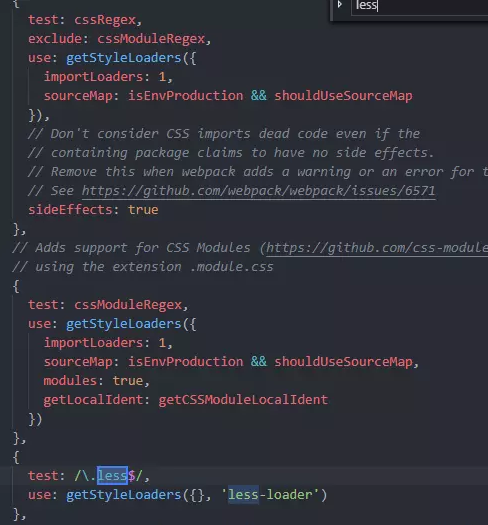 less
{
test: cssRegex,
exclude: cssModuleRegex,
use: getStyleLoaders({
importLoaders: 1,
sourceMap: isEnvProduction && shouldUseSourceMap
}),
// Don't consider CSS imports dead code even if the
// containing package claims to have no side effects.
// Remove this when webpack adds a warning or an error for t
// See https://github.com/webpack/webpack/issues/6571
sideEffects: true
},
// Adds support for CSS Modules (https://github.com/css-module
// using the extension .module.css
{
test: cssModuleRegex,
use: getStyleLoaders({
importLoaders: 1,
sourceMap: isEnvProduction && shouldUseSourceMap,
modules: true,
getLocalIdent: getCSSModuleLocalIdent
})
},
{
test: /\.less$/,
use: getStyleLoaders({}, 'less-loader')
},